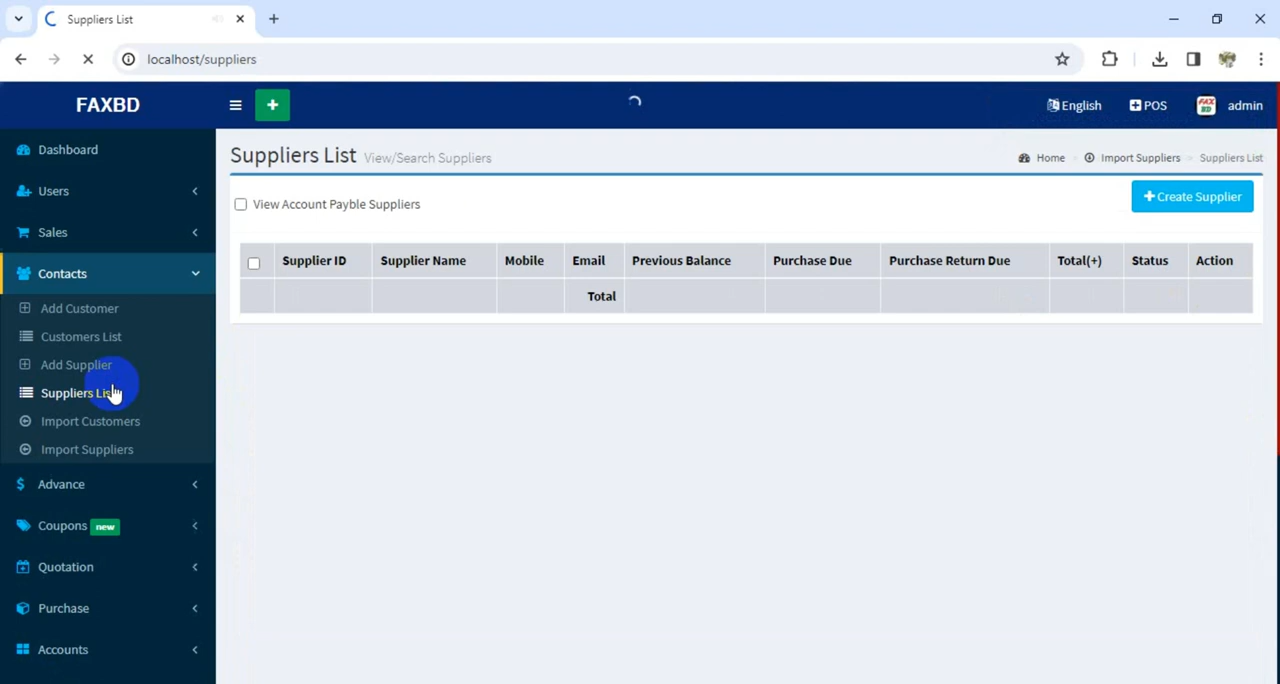 Suppliers List
localhost/suppliers
FAXBD
English
POS
FAX BD
admin
Dashboard
Users
Sales
Contacts
Add Customer
Customers List
Add Supplier
Suppliers List
Import Customers
Import Suppliers
Advance
Coupons new
Quotation
Purchase
Accounts
Suppliers List View/Search Suppliers
Home Import Suppliers Suppliers List
View Account Payble Suppliers
Create Supplier
Supplier ID Supplier Name Mobile Email Previous Balance Purchase Due Purchase Return Due Total(+) Status Action
Total